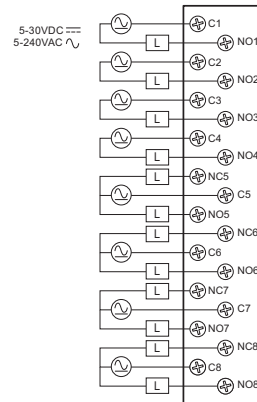 5-30VDC ⎓
5-240VAC ∿
C1
L NO1
C2
L NO2
C3
L NO3
C4
L NO4
L NC5
C5
L NO5
L NC6
C6
L NO6
L NC7
C7
L NO7
L NC8
C8
L NO8